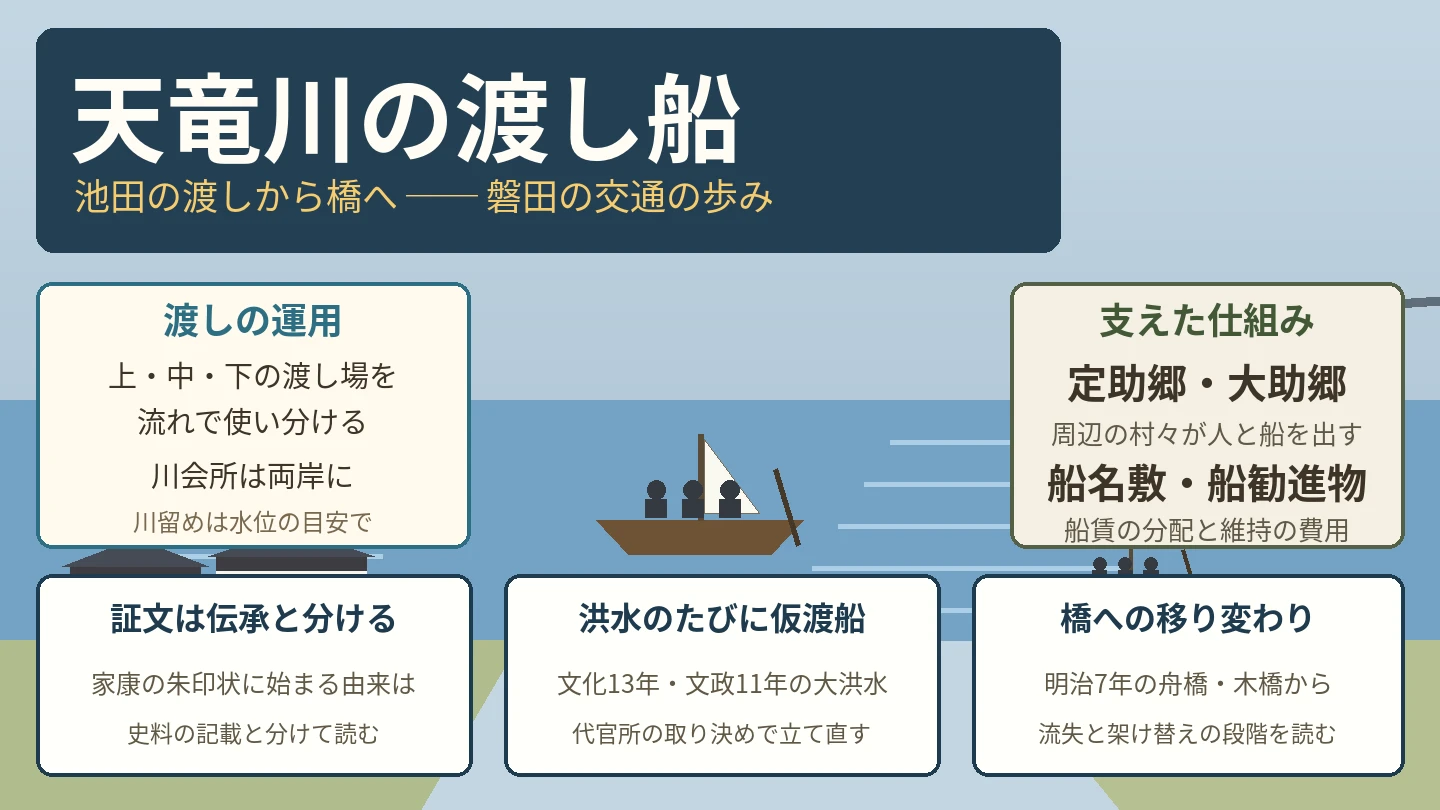 天竜川の渡し船
池田の渡しから橋へ ―― 磐田の交通の歩み
渡しの運用
上・中・下の渡し場を
流れで使い分ける
川会所は両岸に
川留めは水位の目安で
支えた仕組み
定助郷・大助郷
周辺の村々が人と船を出す
船名敷・船勧進物
船賃の分配と維持の費用
証文は伝承と分ける
家康の朱印状に始まる由来は
史料の記載と分けて読む
洪水のたびに仮渡船
文化13年・文政11年の大洪水
代官所の取り決めで立て直す
橋への移り変わり
明治7年の舟橋・木橋から
流失と架け替えの段階を読む